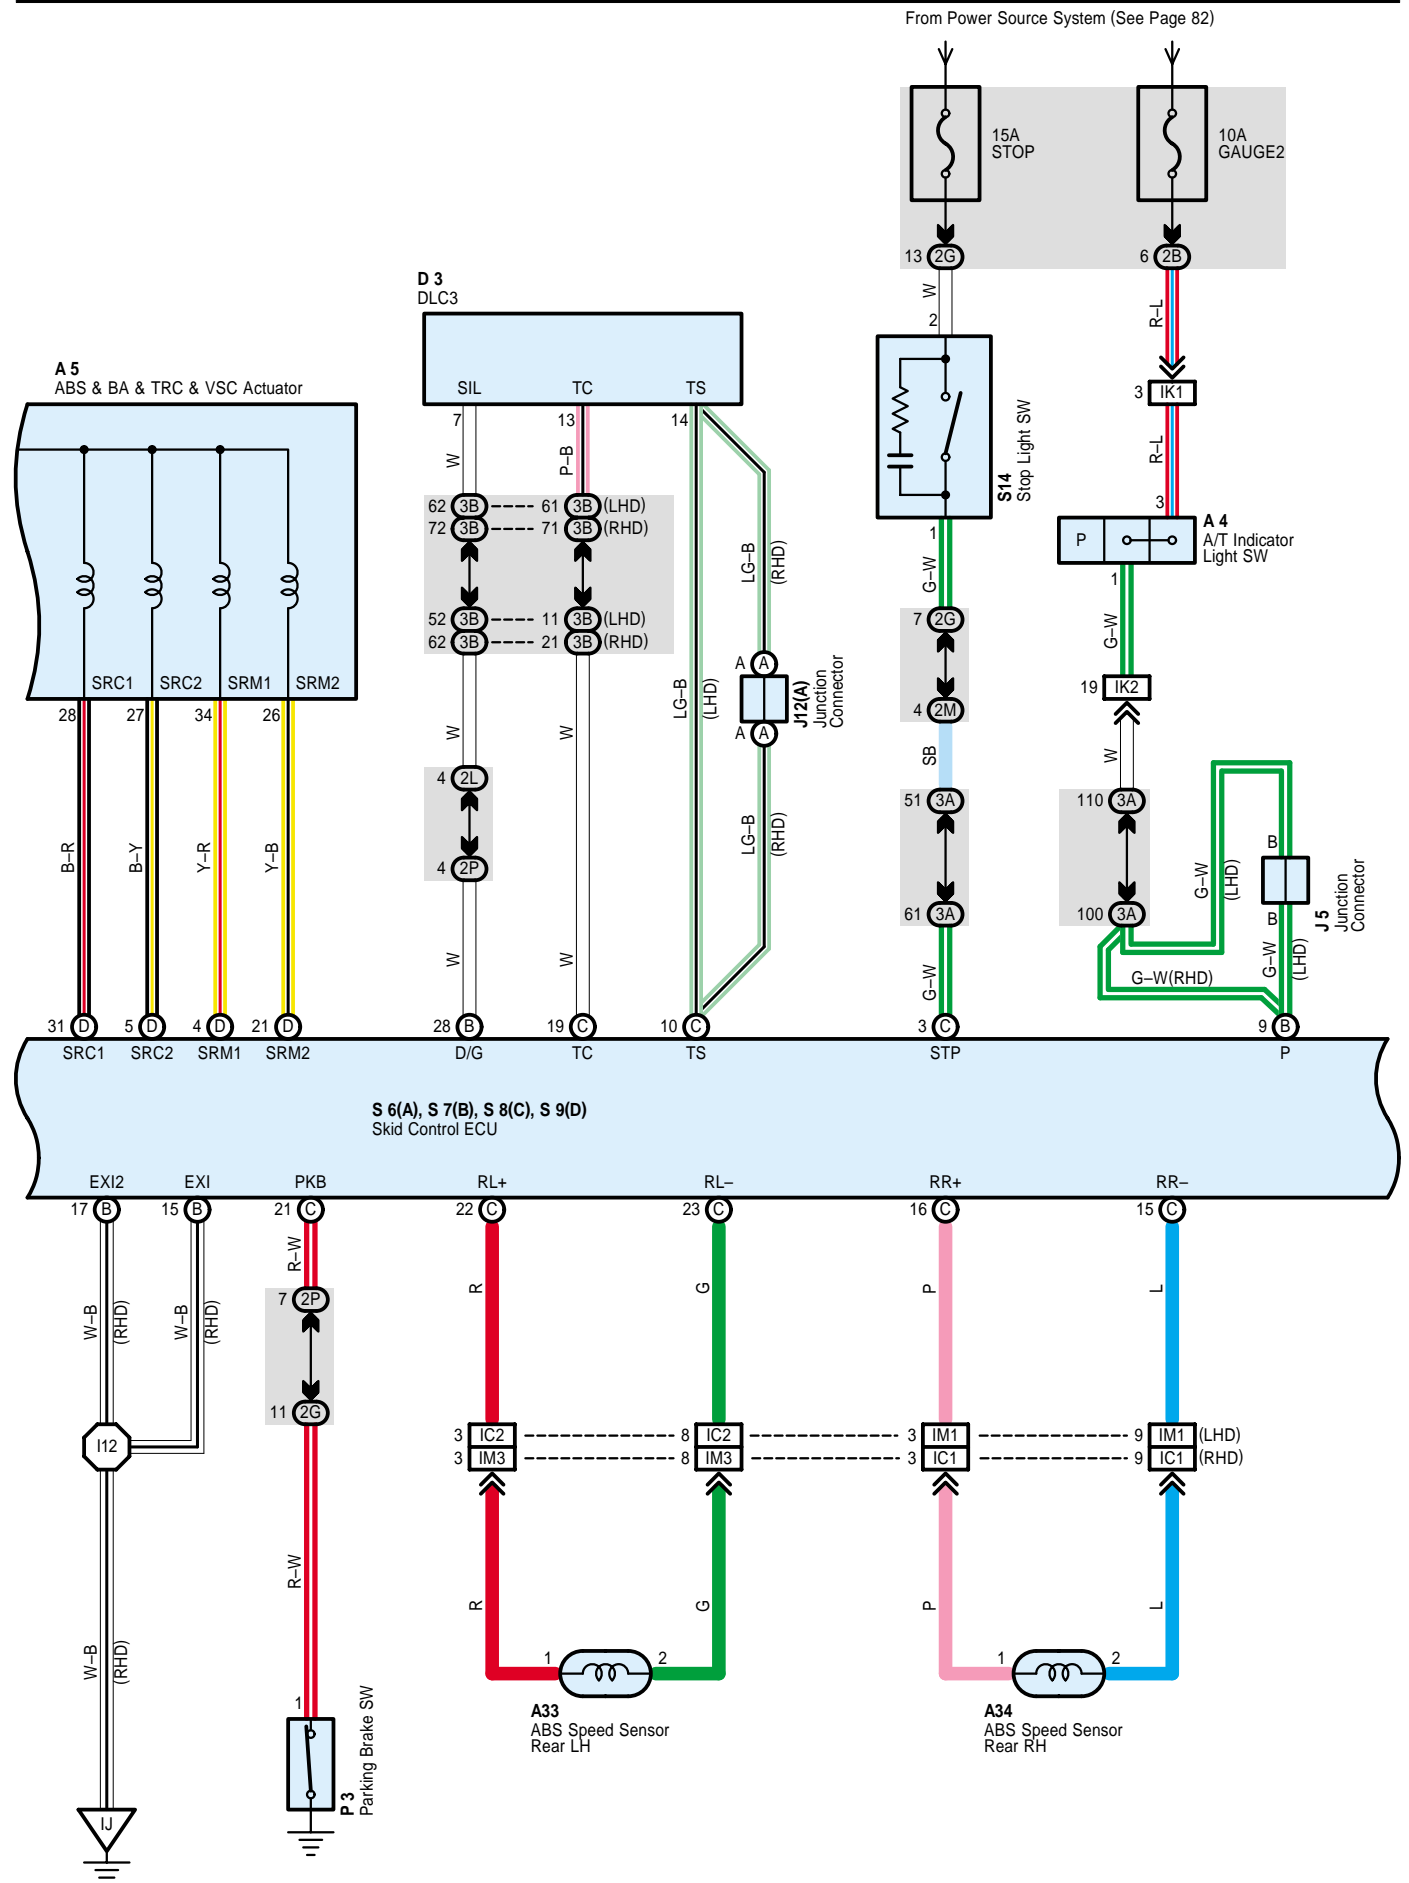 From Power Source System (See Page 82)
15A
STOP
10A
GAUGE2
13 2G
6 2B
W
2
R–L
3 IK1
R–L
3
D 3
DLC3
SIL TC TS
7 13 14
W
P–B
A 5
ABS & BA & TRC & VSC Actuator
SRC1 SRC2 SRM1 SRM2
28 27 34 26
62 3B 61 3B (LHD)
72 3B 71 3B (RHD)
52 3B 11 3B (LHD)
62 3B 21 3B (RHD)
LG–B
(RHD)
LG–B
(LHD)
A A
J12(A)
Junction
Connector
A A
LG–B
(RHD)
S14
Stop Light SW
1
G–W
7 2G
4 2M
SB
51 3A
61 3A
G–W
P
A 4
A/T Indicator
Light SW
1
G–W
19 IK2
W
110 3A
100 3A
G–W
(LHD)
B
B
J 5
Junction
Connector
G–W
(LHD)
G–W(RHD)
W
W
4 2L
4 2P
W
W
B–R
B–Y
Y–R
Y–B
31 D 5 D 4 D 21 D 28 B 19 C 10 C 3 C 9 B
SRC1 SRC2 SRM1 SRM2 D/G TC TS STP P
S 6(A), S 7(B), S 8(C), S 9(D)
Skid Control ECU
EXI2 EXI PKB RL+ RL– RR+ RR–
17 B 15 B 21 C 22 C 23 C 16 C 15 C
W–B
(RHD)
W–B
(RHD)
R–W
R
G
P
L
7 2P
11 2G
I12
3 IC2 8 IC2 3 IM1 9 IM1 (LHD)
3 IM3 8 IM3 3 IC1 9 IC1 (RHD)
R–W
R
G
P
L
W–B
(RHD)
1
P 3
Parking Brake SW
IJ
1 2
A33
ABS Speed Sensor
Rear LH
1 2
A34
ABS Speed Sensor
Rear RH